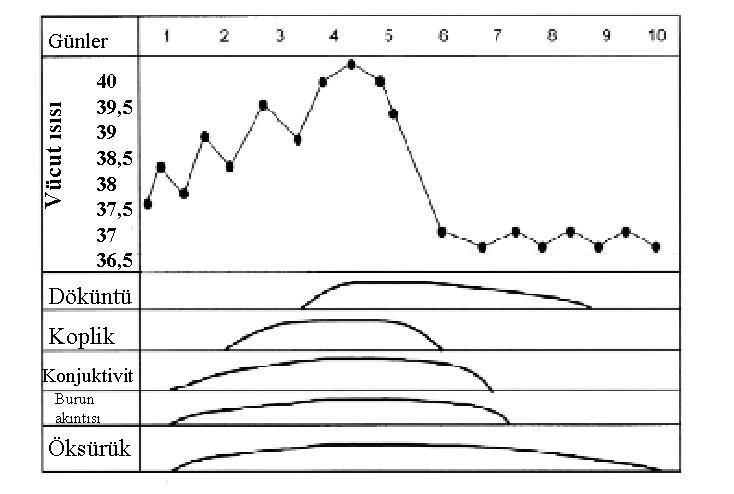 Günler 1 2 3 4 5 6 7 8 9 10
Vücut ısısı
40
39,5
39
38,5
38
37,5
37
36,5
Döküntü
Koplik
Konjuktivit
Burun
akıntısı
Öksürük